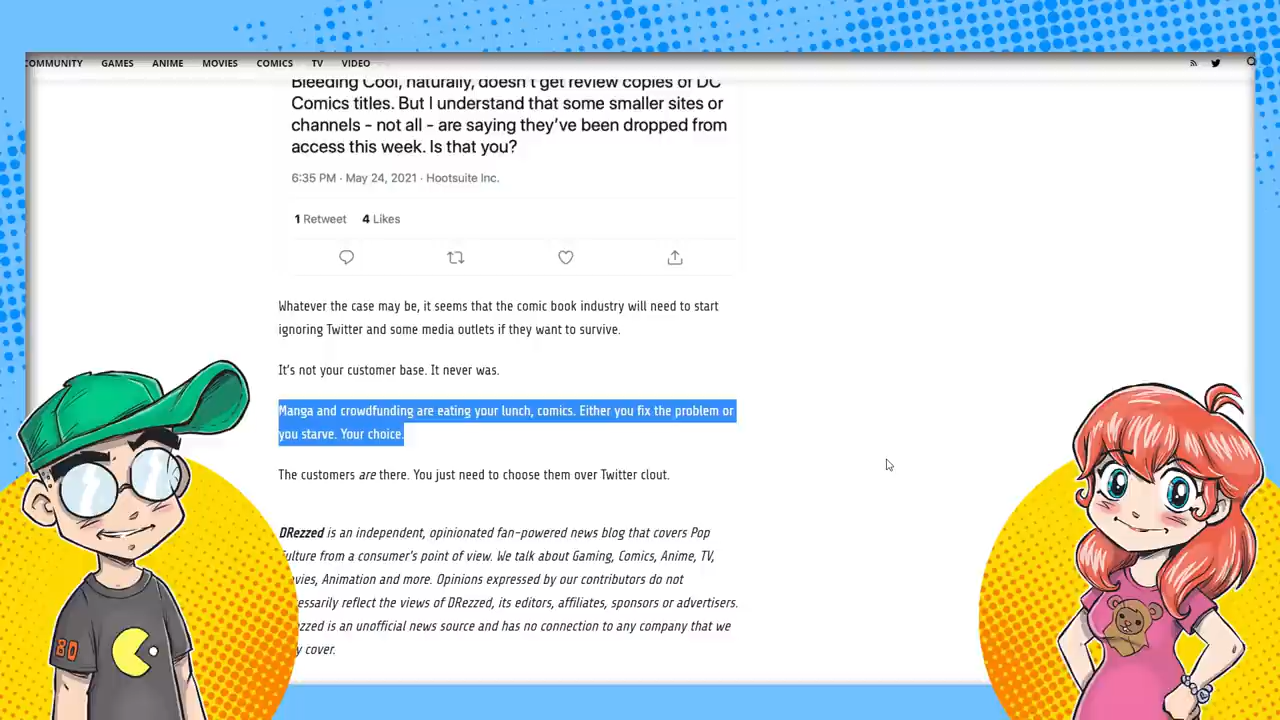 COMMUNITY GAMES ANIME MOVIES COMICS TV VIDEO
Bleeding Cool, naturally, doesn't get review copies of DC
Comics titles. But I understand that some smaller sites or
channels - not all - are saying they've been dropped from
access this week. Is that you?
6:35 PM · May 24, 2021 · Hootsuite Inc.
1 Retweet 4 Likes
Whatever the case may be, it seems that the comic book industry will need to start
ignoring Twitter and some media outlets if they want to survive.
It's not your customer base. It never was.
Manga and crowdfunding are eating your lunch, comics. Either you fix the problem or
you starve. Your choice.
The customers are there. You just need to choose them over Twitter clout.
DRezzed is an independent, opinionated fan-powered news blog that covers Pop
ulture from a consumer's point of view. We talk about Gaming, Comics, Anime, TV,
ovies, Animation and more. Opinions expressed by our contributors do not
cessarily reflect the views of DRezzed, its editors, affiliates, sponsors or advertisers.
ezzed is an unofficial news source and has no connection to any company that we
y cover.
80